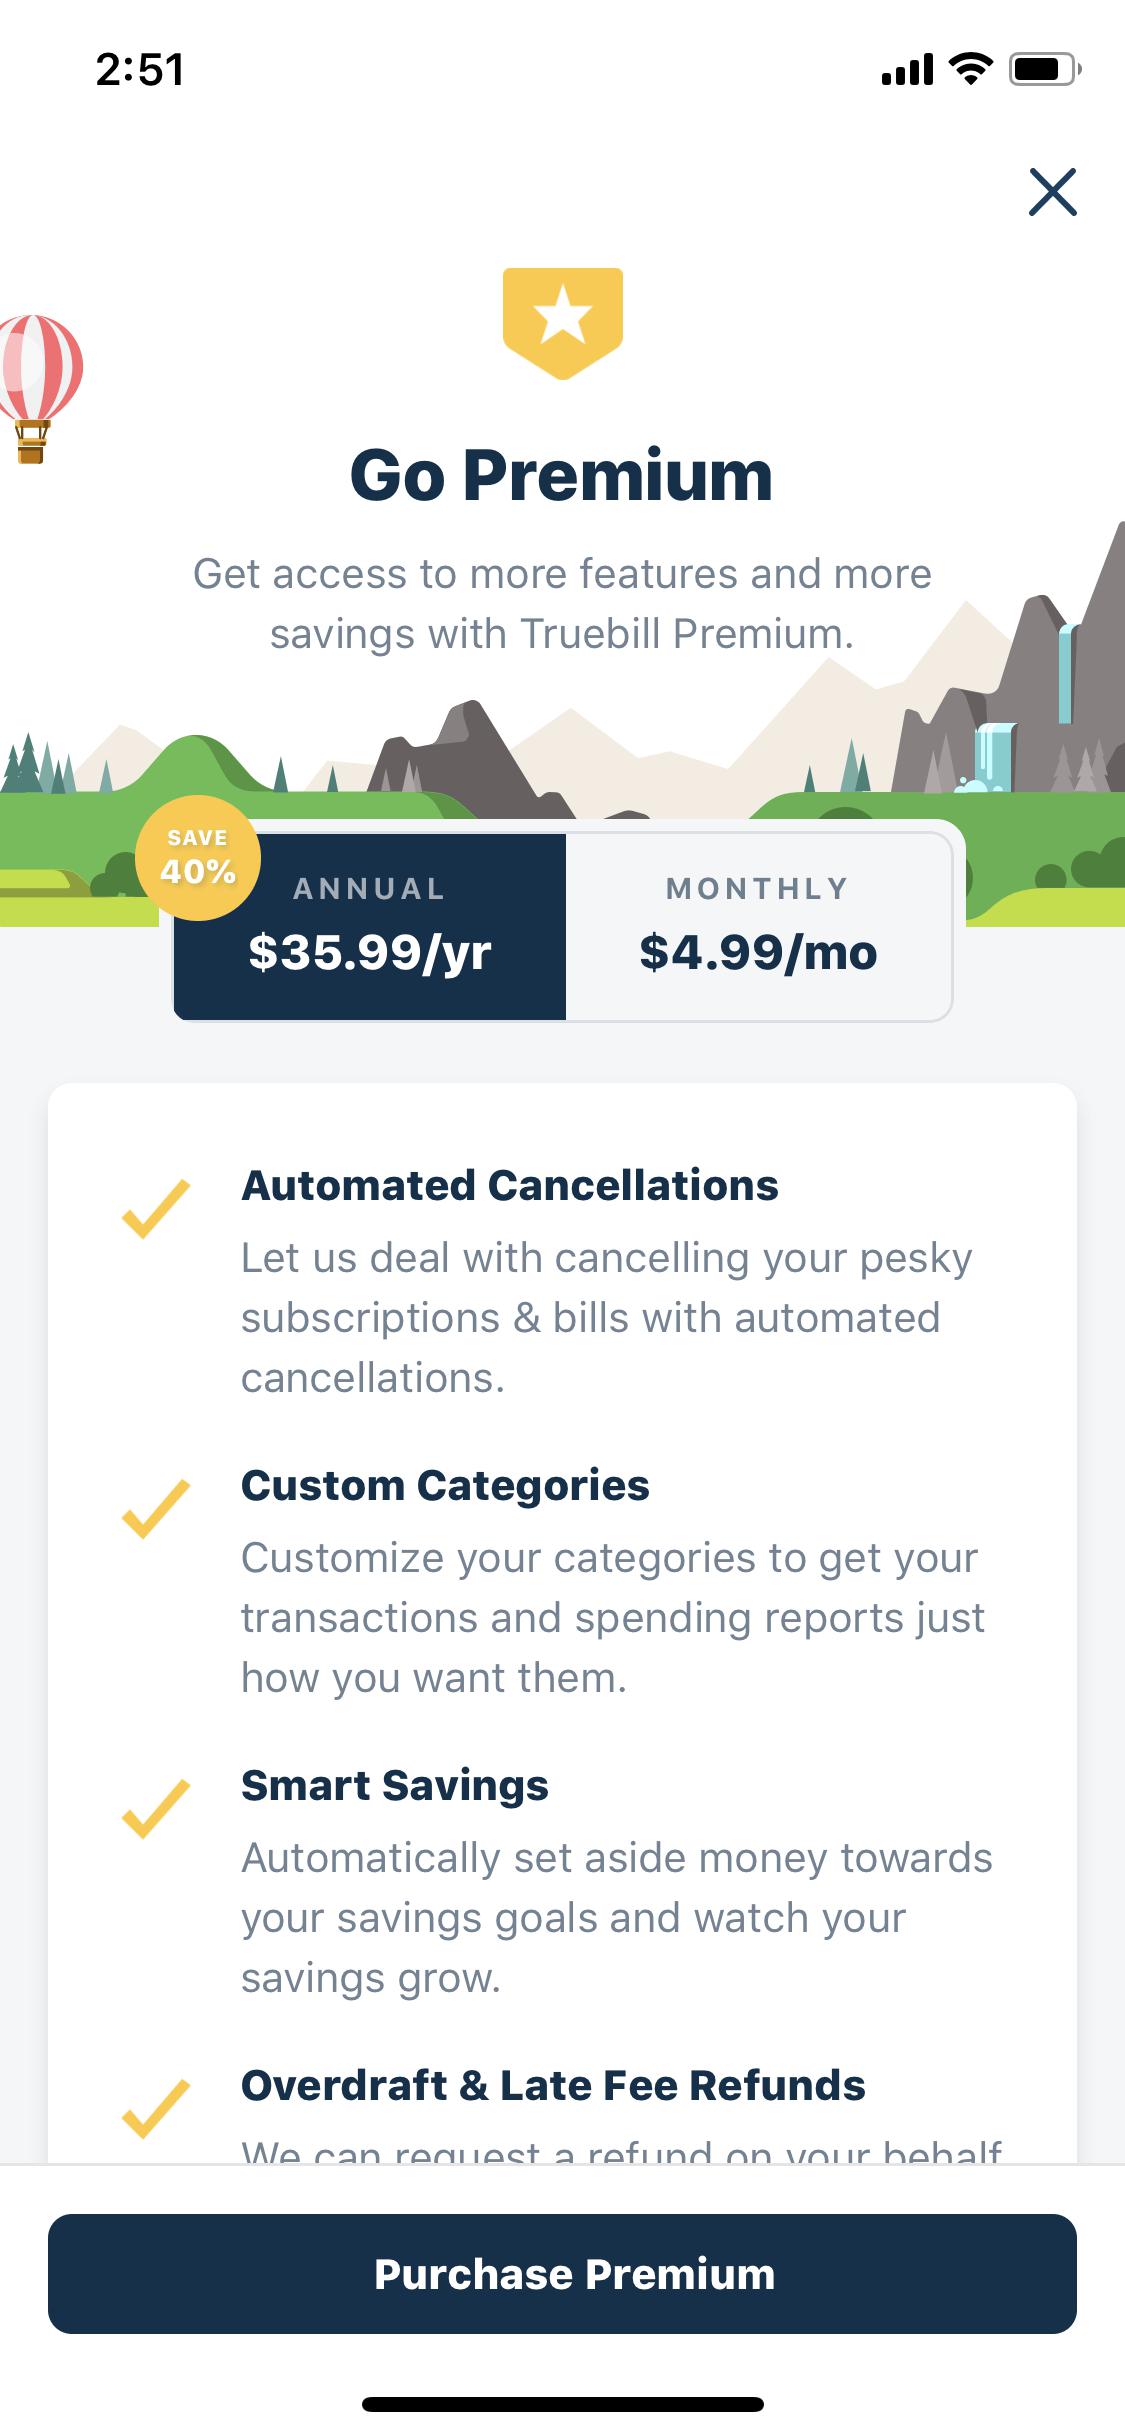 2:51
Go Premium
Get access to more features and more
savings with Truebill Premium.
SAVE
40%
ANNUAL
$35.99/yr
MONTHLY
$4.99/mo
Automated Cancellations
Let us deal with cancelling your pesky
subscriptions & bills with automated
cancellations.
Custom Categories
Customize your categories to get your
transactions and spending reports just
how you want them.
Smart Savings
Automatically set aside money towards
your savings goals and watch your
savings grow.
Overdraft & Late Fee Refunds
We can request a refund on your behalf
Purchase Premium